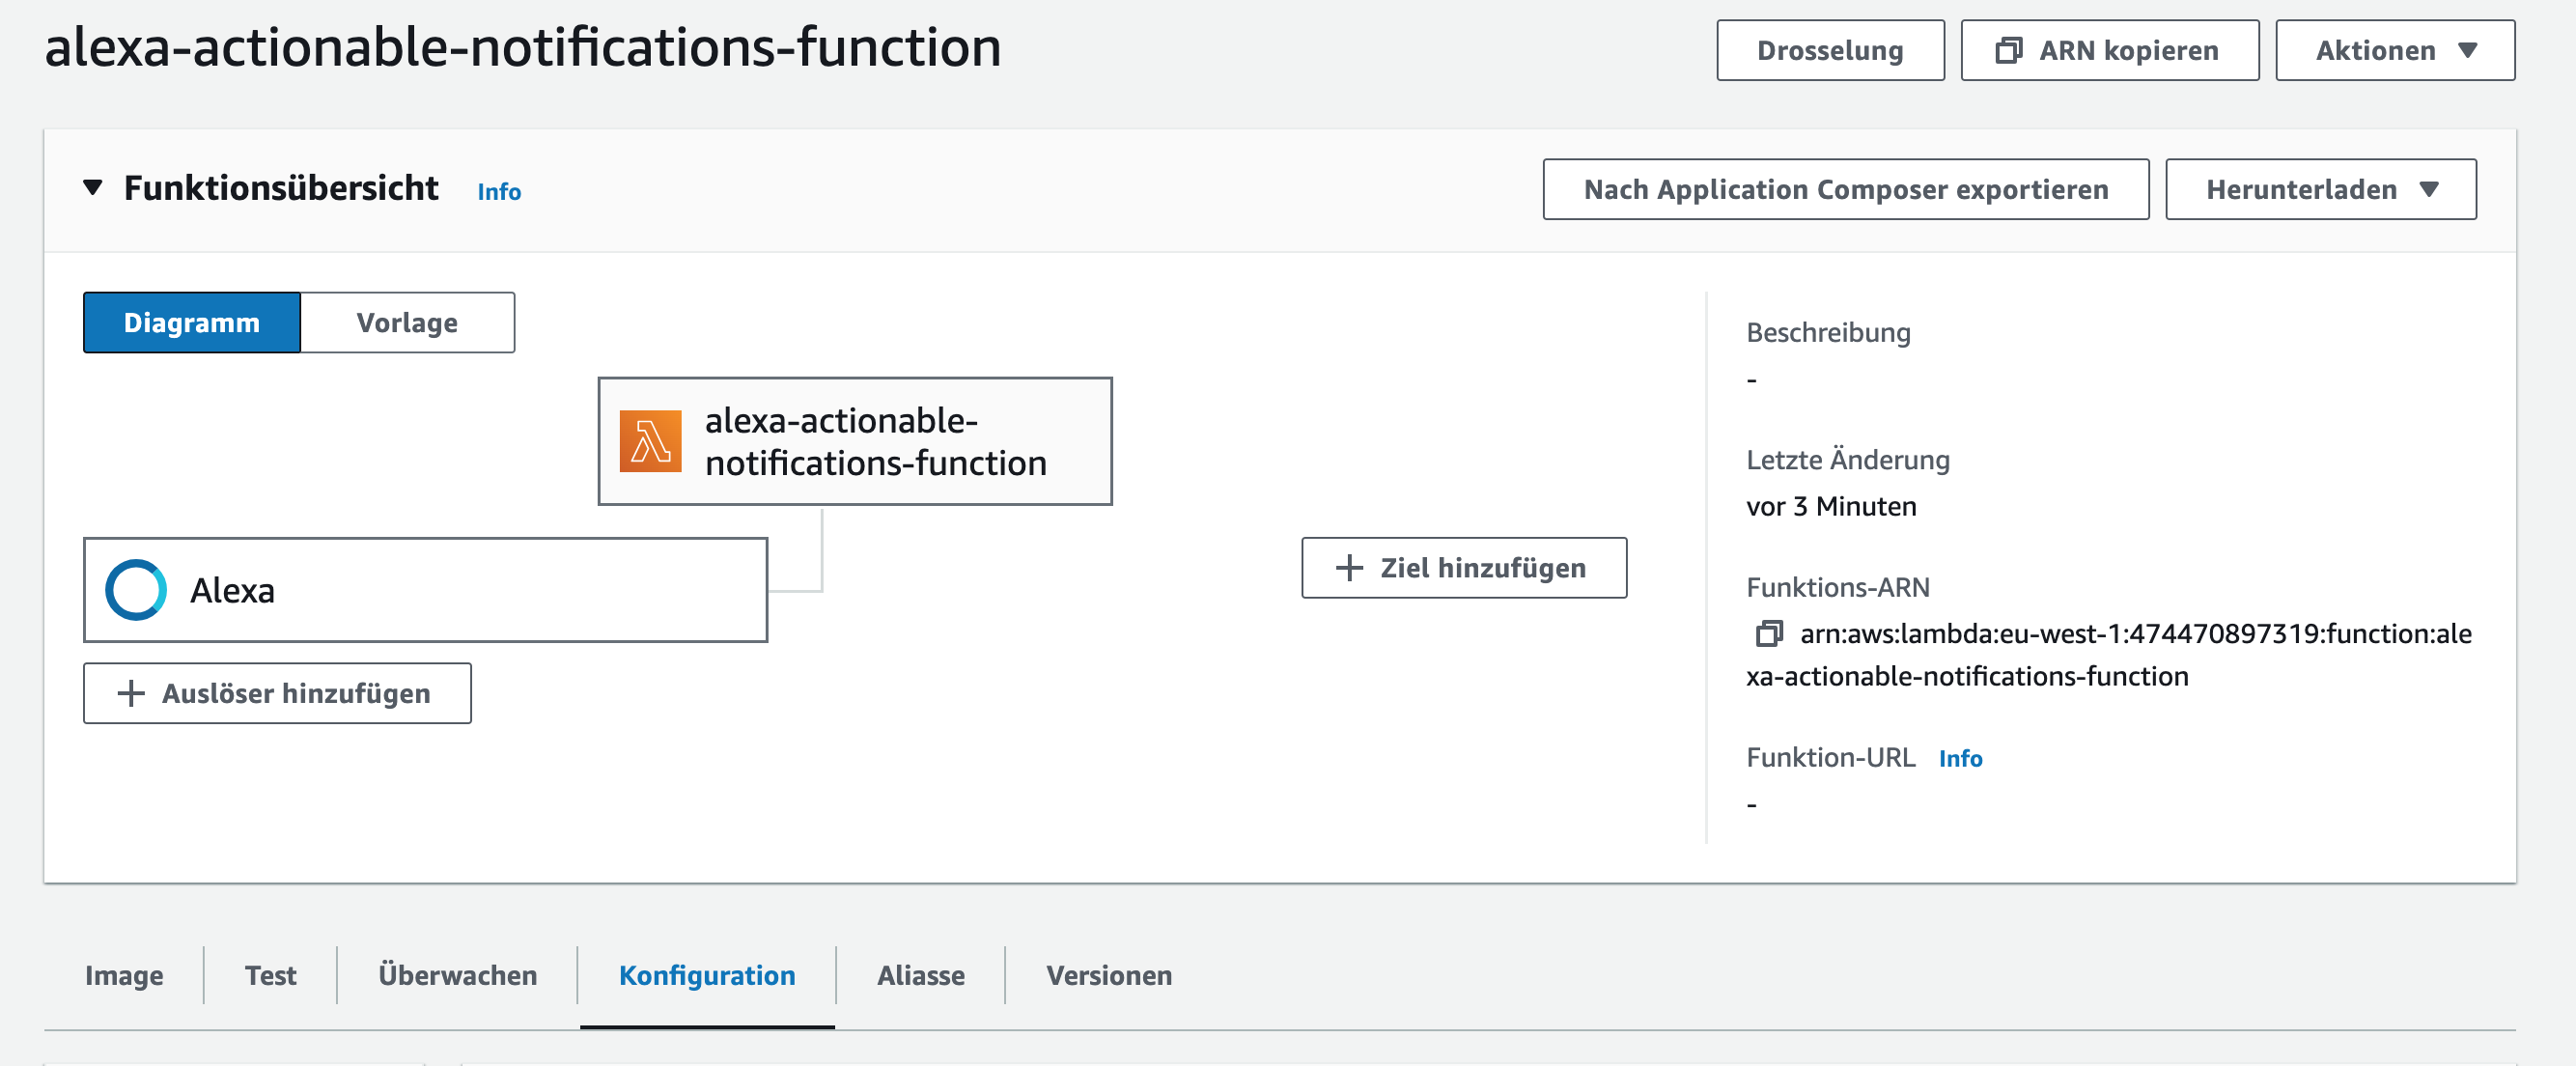 alexa-actionable-notifications-function
Drosselung
ARN kopieren
Aktionen
Funktionsübersicht
Info
Nach Application Composer exportieren
Herunterladen
Diagramm
Vorlage
alexa-actionable-
notifications-function
Alexa
Auslöser hinzufügen
Ziel hinzufügen
Beschreibung
-
Letzte Änderung
vor 3 Minuten
Funktions-ARN
arn:aws:lambda:eu-west-1:474470897319:function:ale
xa-actionable-notifications-function
Funktion-URL Info
-
Image
Test
Überwachen
Konfiguration
Aliasse
Versionen